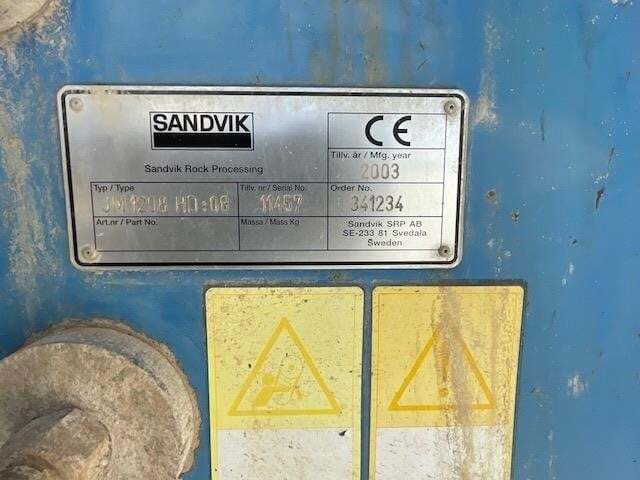 SANDVIK
CE
Sandvik Rock Processing
Tillv. år / Mfg. year
2003
Typ / Type
Tillv. nr / Serial No.
Order No.
JM1208 HD:06
11457
341234
Art.nr / Part No.
Massa / Mass Kg
Sandvik SRP AB
SE-233 81 Svedala
Sweden